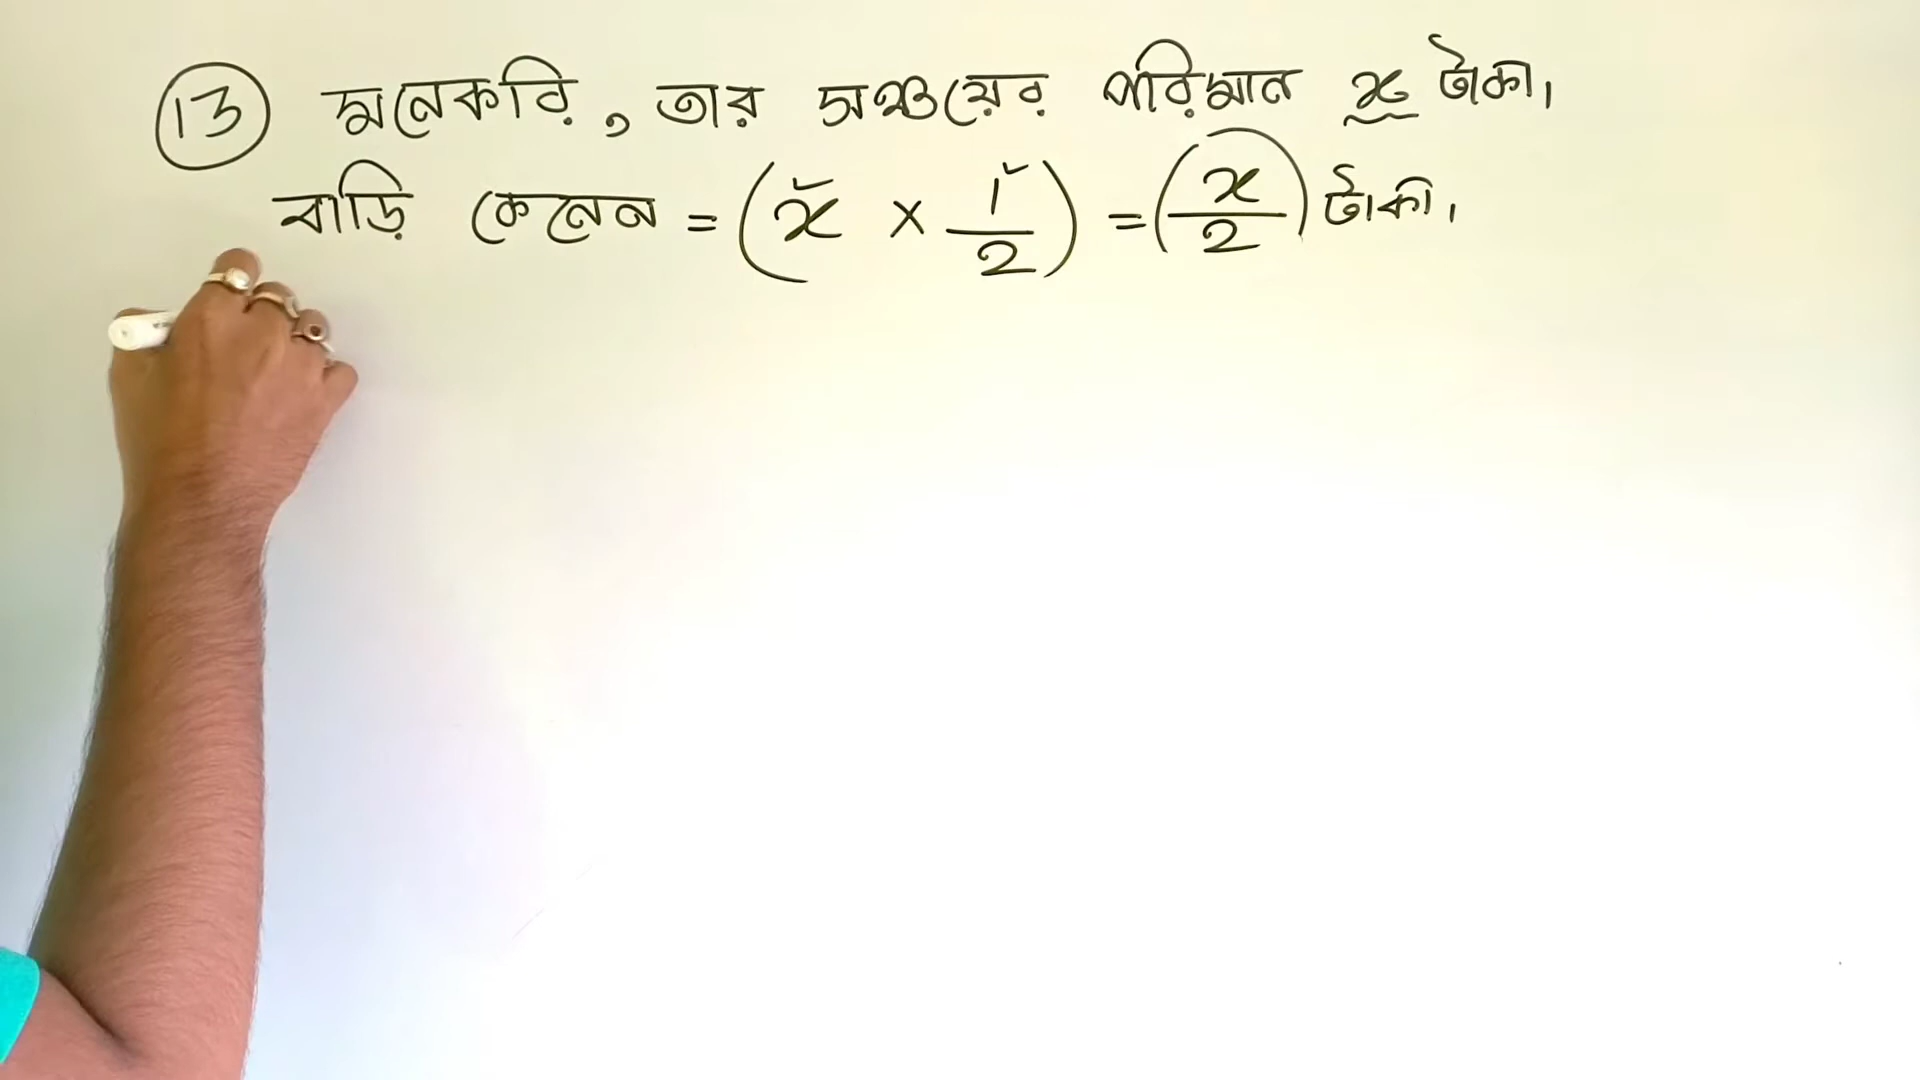 (13) মনেকরি, তার সঞ্চয়ের পরিমান x টাকা।
বাড়ি কেনেন = (x × 1/2) = (x/2) টাকা।